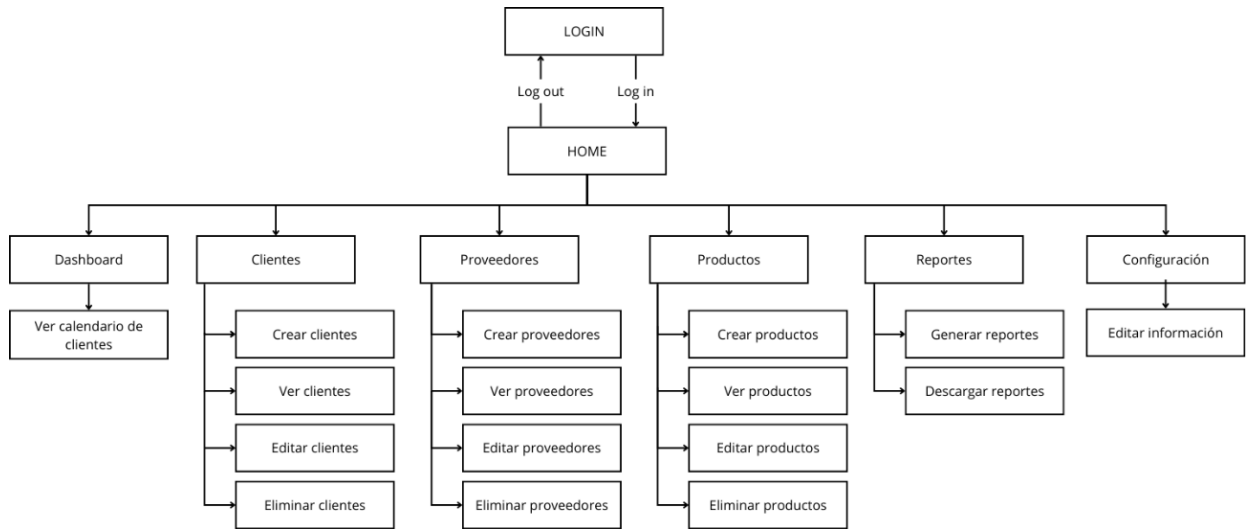 LOGIN
Log out
Log in
HOME
Dashboard
Clientes
Proveedores
Productos
Reportes
Configuración
Ver calendario de
clientes
Crear clientes
Ver clientes
Editar clientes
Eliminar clientes
Crear proveedores
Ver proveedores
Editar proveedores
Eliminar proveedores
Crear productos
Ver productos
Editar productos
Eliminar productos
Generar reportes
Descargar reportes
Editar información